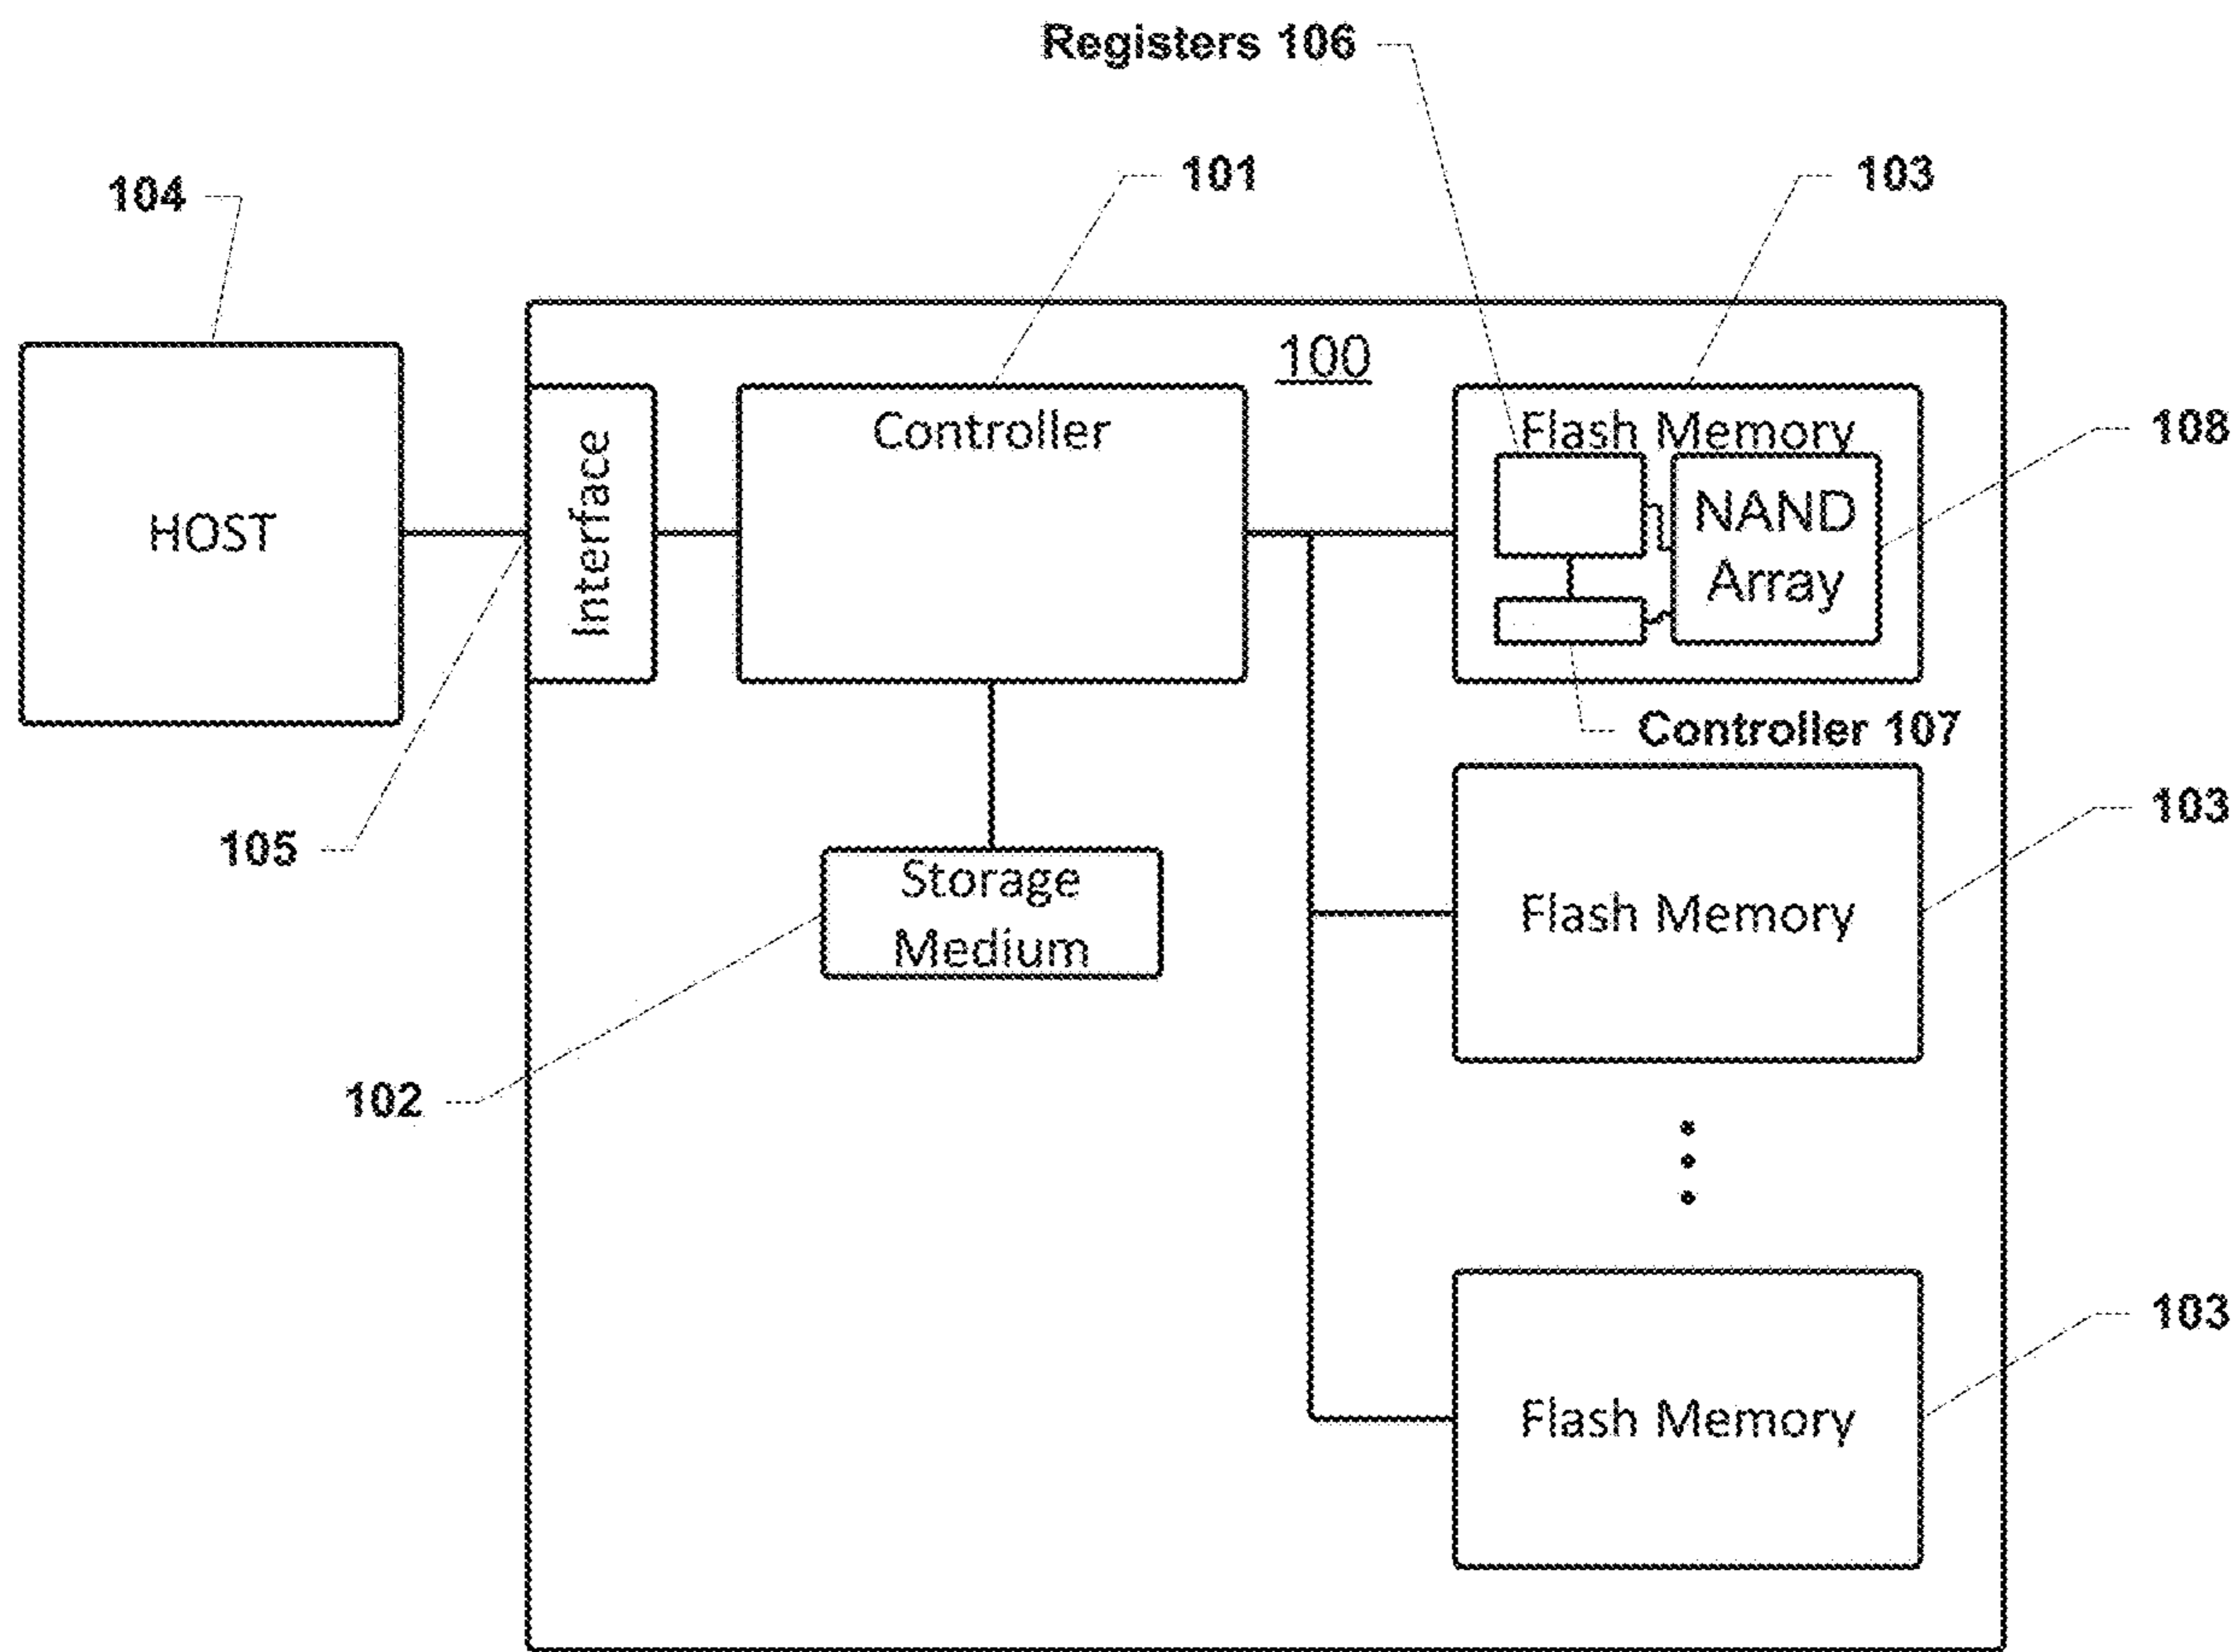 Registers 106
101
103
104
100
Flash Memory
108
Controller
NAND
Array
HOST
Interface
Controller 107
103
105
Storage
Medium
Flash Memory
102
103
Flash Memory